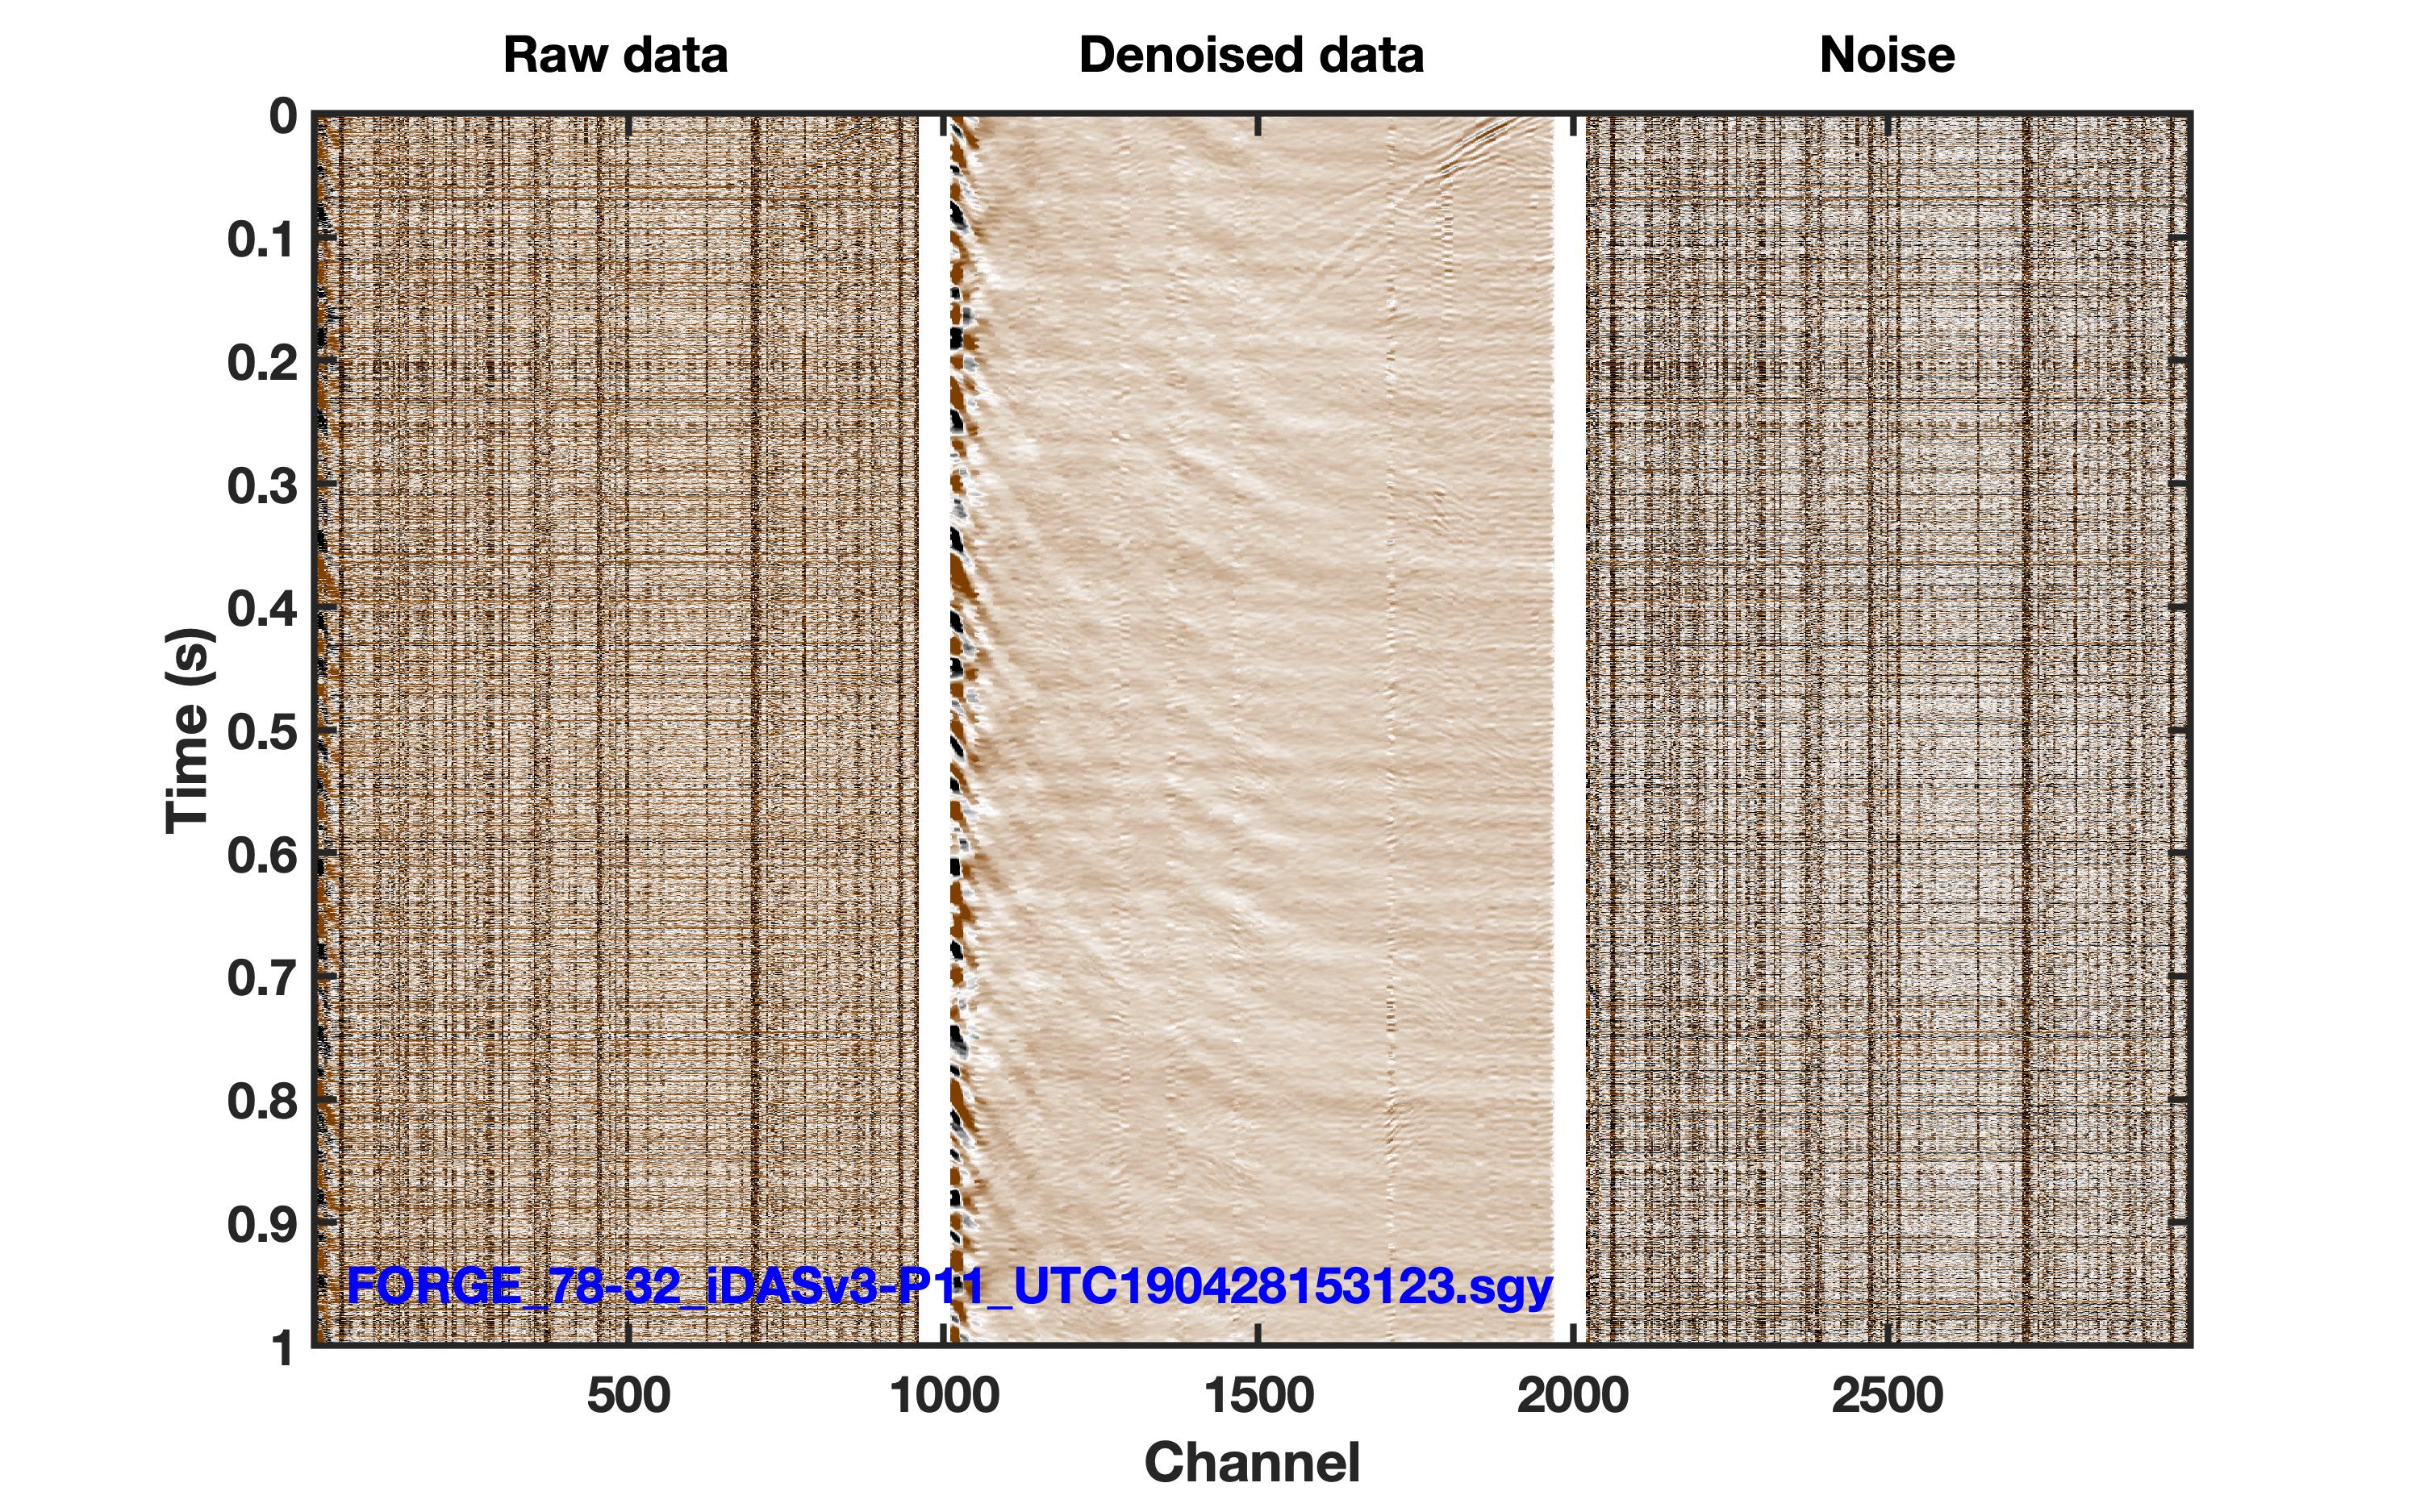 Raw data Denoised data Noise
0
0.1
0.2
0.3
0.4
0.5
0.6
0.7
0.8
0.9
1
Time (s)
FORGE_78-32_iDASv3-P11_UTC190428153123.sgy
500 1000 1500 2000 2500
Channel